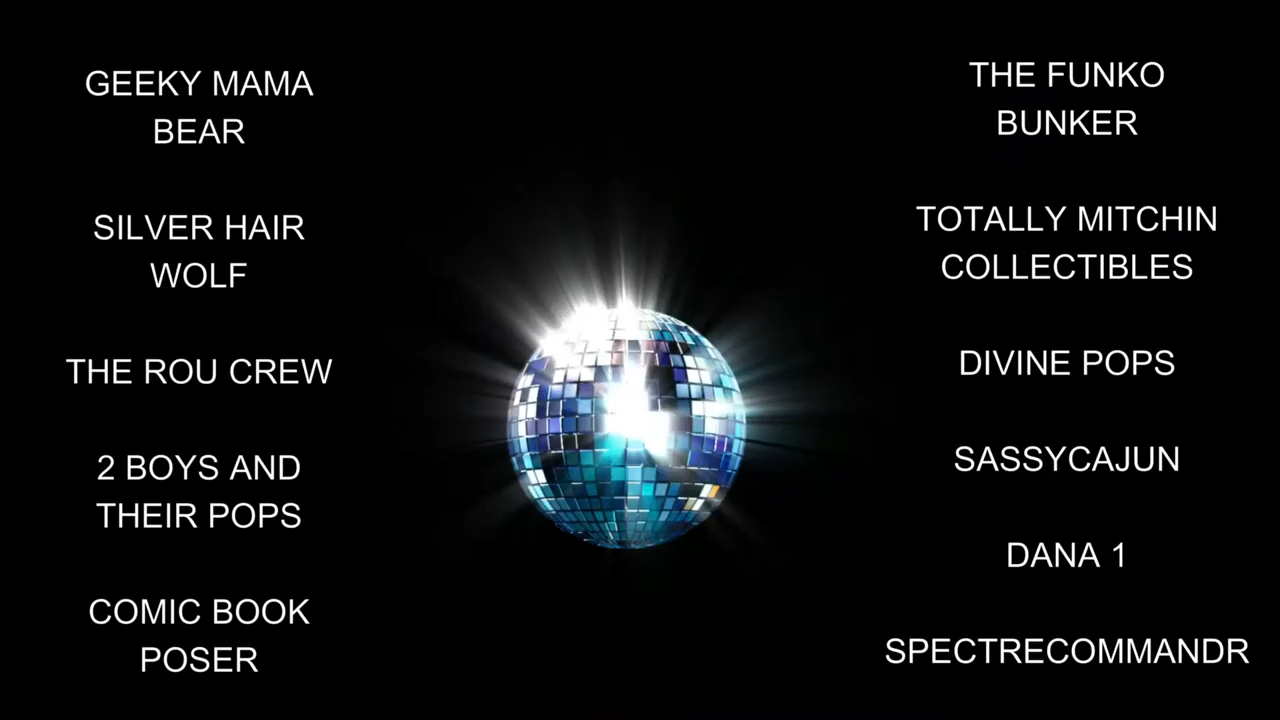 GEEKY MAMA
BEAR
SILVER HAIR
WOLF
THE ROU CREW
2 BOYS AND
THEIR POPS
COMIC BOOK
POSER
THE FUNKO
BUNKER
TOTALLY MITCHIN
COLLECTIBLES
DIVINE POPS
SASSYCAJUN
DANA 1
SPECTRECOMMANDR